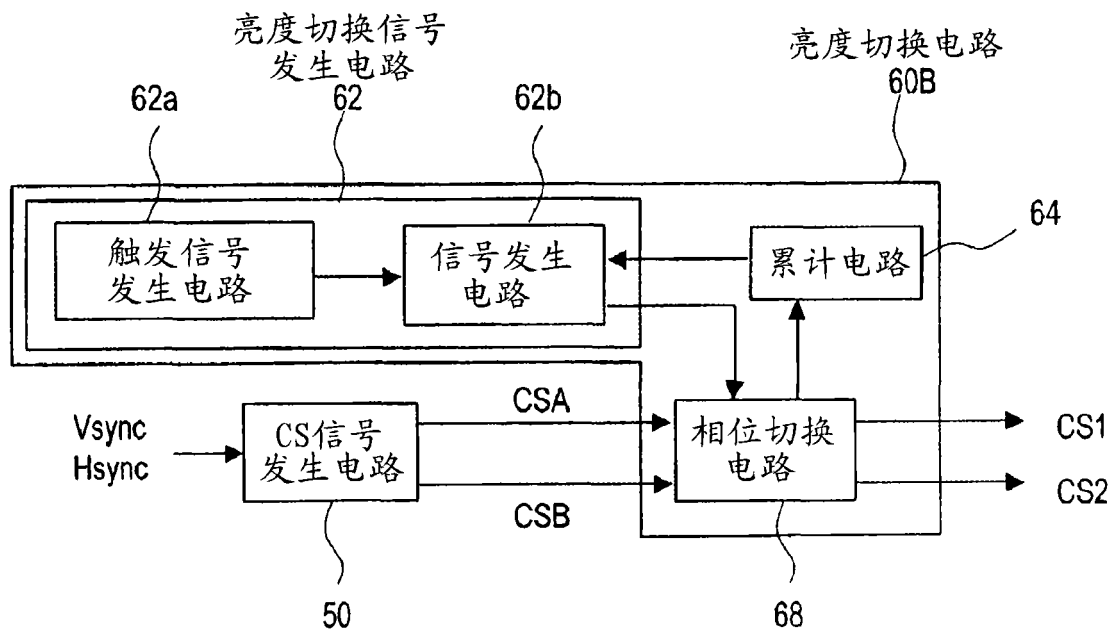 亮度切换信号
发生电路
62
62a
62b
亮度切换电路
60B
64
触发信号
发生电路
信号发生
电路
累计电路
Vsync
Hsync
CS信号
发生电路
CSA
CSB
相位切换
电路
CS1
CS2
50
68